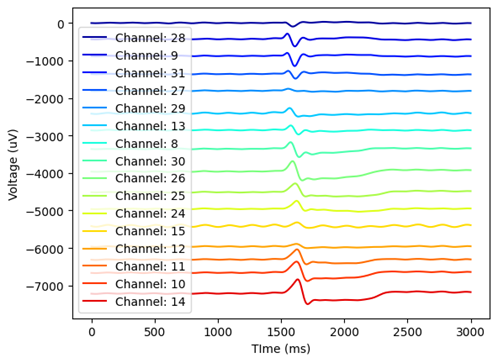 0
−1000
−2000
−3000
−4000
−5000
−6000
−7000
Voltage (uV)
Channel: 28
Channel: 9
Channel: 31
Channel: 27
Channel: 29
Channel: 13
Channel: 8
Channel: 30
Channel: 26
Channel: 25
Channel: 24
Channel: 15
Channel: 12
Channel: 11
Channel: 10
Channel: 14
0 500 1000 1500 2000 2500 3000
TIme (ms)